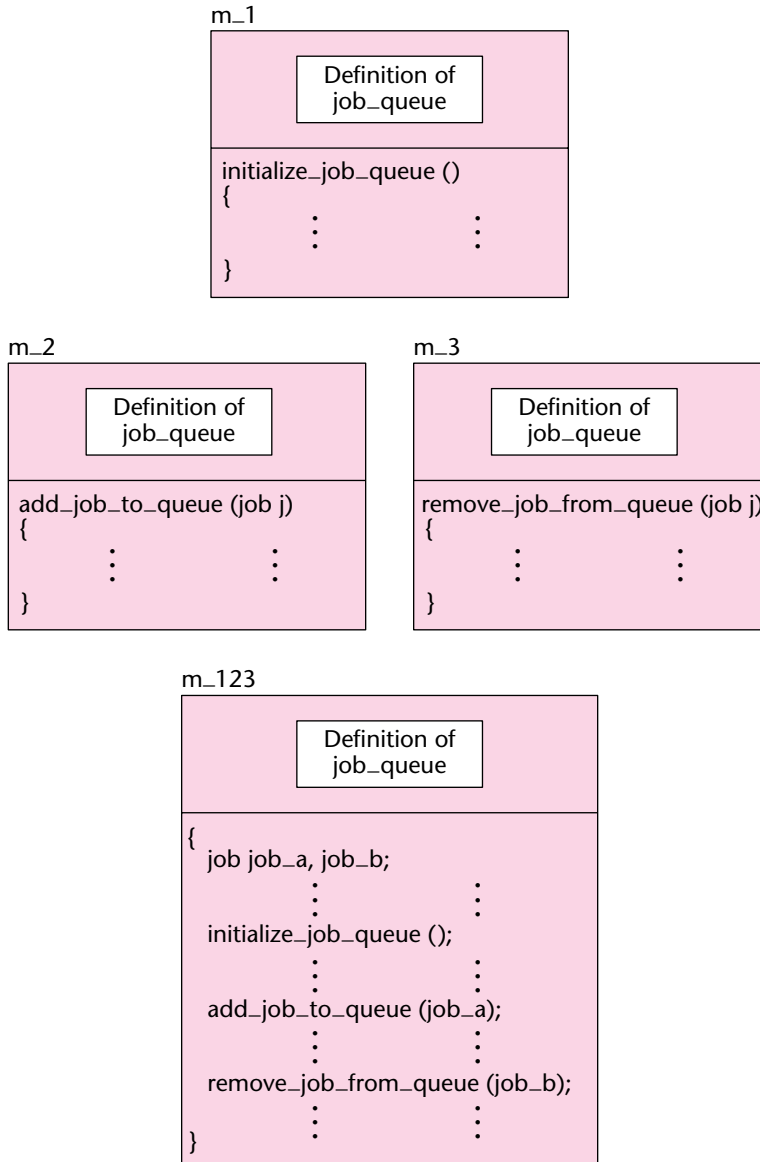 m_1
Definition of
job_queue
initialize_job_queue ()
{
}
m_2
Definition of
job_queue
add_job_to_queue (job j)
{
}
m_3
Definition of
job_queue
remove_job_from_queue (job j)
{
}
m_123
Definition of
job_queue
{
job job_a, job_b;
initialize_job_queue ();
add_job_to_queue (job_a);
remove_job_from_queue (job_b);
}